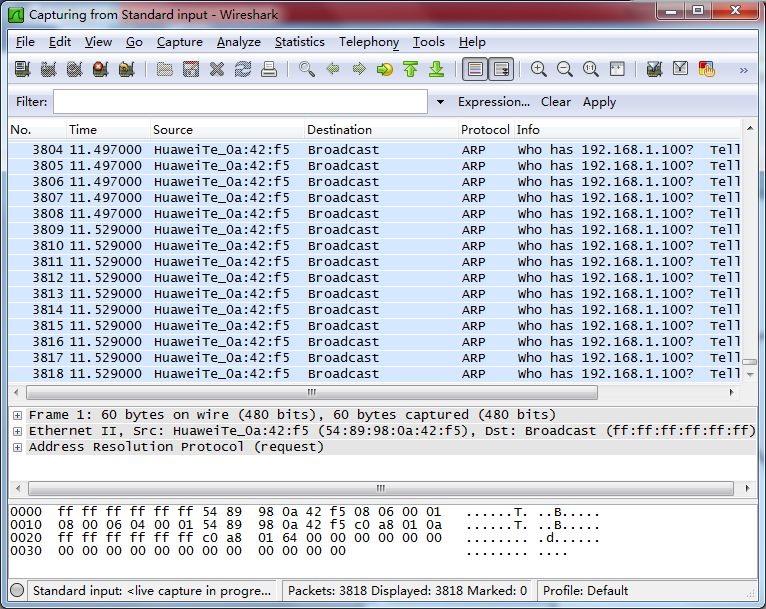 Capturing from Standard input - Wireshark
File Edit View Go Capture Analyze Statistics Telephony Tools Help
Filter: Expression... Clear Apply
No. Time Source Destination Protocol Info
3804 11.497000 HuaweiTe_0a:42:f5 Broadcast ARP Who has 192.168.1.100? Tell
3805 11.497000 HuaweiTe_0a:42:f5 Broadcast ARP Who has 192.168.1.100? Tell
3806 11.497000 HuaweiTe_0a:42:f5 Broadcast ARP Who has 192.168.1.100? Tell
3807 11.497000 HuaweiTe_0a:42:f5 Broadcast ARP Who has 192.168.1.100? Tell
3808 11.497000 HuaweiTe_0a:42:f5 Broadcast ARP Who has 192.168.1.100? Tell
3809 11.529000 HuaweiTe_0a:42:f5 Broadcast ARP Who has 192.168.1.100? Tell
3810 11.529000 HuaweiTe_0a:42:f5 Broadcast ARP Who has 192.168.1.100? Tell
3811 11.529000 HuaweiTe_0a:42:f5 Broadcast ARP Who has 192.168.1.100? Tell
3812 11.529000 HuaweiTe_0a:42:f5 Broadcast ARP Who has 192.168.1.100? Tell
3813 11.529000 HuaweiTe_0a:42:f5 Broadcast ARP Who has 192.168.1.100? Tell
3814 11.529000 HuaweiTe_0a:42:f5 Broadcast ARP Who has 192.168.1.100? Tell
3815 11.529000 HuaweiTe_0a:42:f5 Broadcast ARP Who has 192.168.1.100? Tell
3816 11.529000 HuaweiTe_0a:42:f5 Broadcast ARP Who has 192.168.1.100? Tell
3817 11.529000 HuaweiTe_0a:42:f5 Broadcast ARP Who has 192.168.1.100? Tell
3818 11.529000 HuaweiTe_0a:42:f5 Broadcast ARP Who has 192.168.1.100? Tell
Frame 1: 60 bytes on wire (480 bits), 60 bytes captured (480 bits)
Ethernet II, Src: HuaweiTe_0a:42:f5 (54:89:98:0a:42:f5), Dst: Broadcast (ff:ff:ff:ff:ff:ff)
Address Resolution Protocol (request)
0000 ff ff ff ff ff ff 54 89 98 0a 42 f5 08 06 00 01 ......T. ..B.....
0010 08 00 06 04 00 01 54 89 98 0a 42 f5 c0 a8 01 0a ......T. ..B.....
0020 ff ff ff ff ff ff c0 a8 01 64 00 00 00 00 00 00 ........ .d......
0030 00 00 00 00 00 00 00 00 00 00 00 00 ........ ....
Standard input: <live capture in progre... Packets: 3818 Displayed: 3818 Marked: 0 Profile: Default